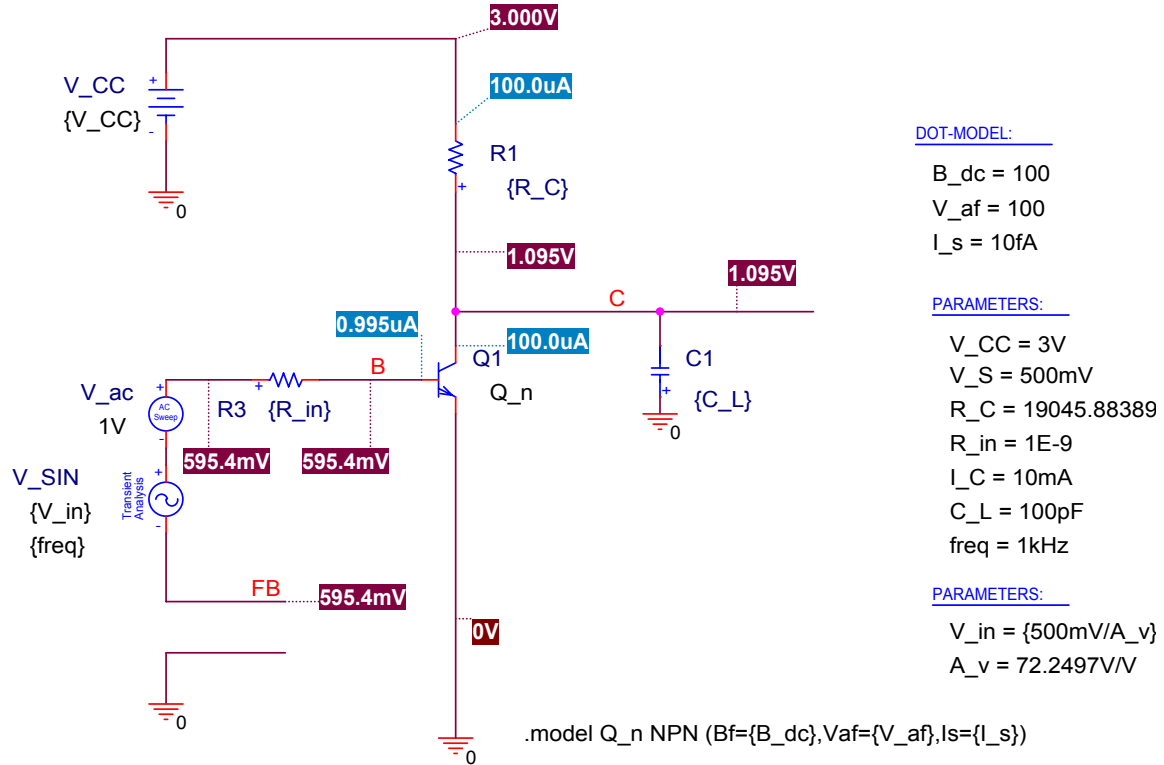 3.000V
V_CC
{V_CC}
+
-
0
100.0uA
R1
{R_C}
+
1.095V
C
1.095V
0.995uA
100.0uA
Q1
Q_n
B
C1
{C_L}
+
0
V_ac
1V
+
AC
Sweep
-
R3
+
{R_in}
595.4mV
595.4mV
V_SIN
{V_in}
{freq}
+
-
Transient
Analysis
FB
595.4mV
0V
0
0
DOT-MODEL:
B_dc = 100
V_af = 100
I_s = 10fA
PARAMETERS:
V_CC = 3V
V_S = 500mV
R_C = 19045.88389
R_in = 1E-9
I_C = 10mA
C_L = 100pF
freq = 1kHz
PARAMETERS:
V_in = {500mV/A_v}
A_v = 72.2497V/V
.model Q_n NPN (Bf={B_dc},Vaf={V_af},Is={I_s})